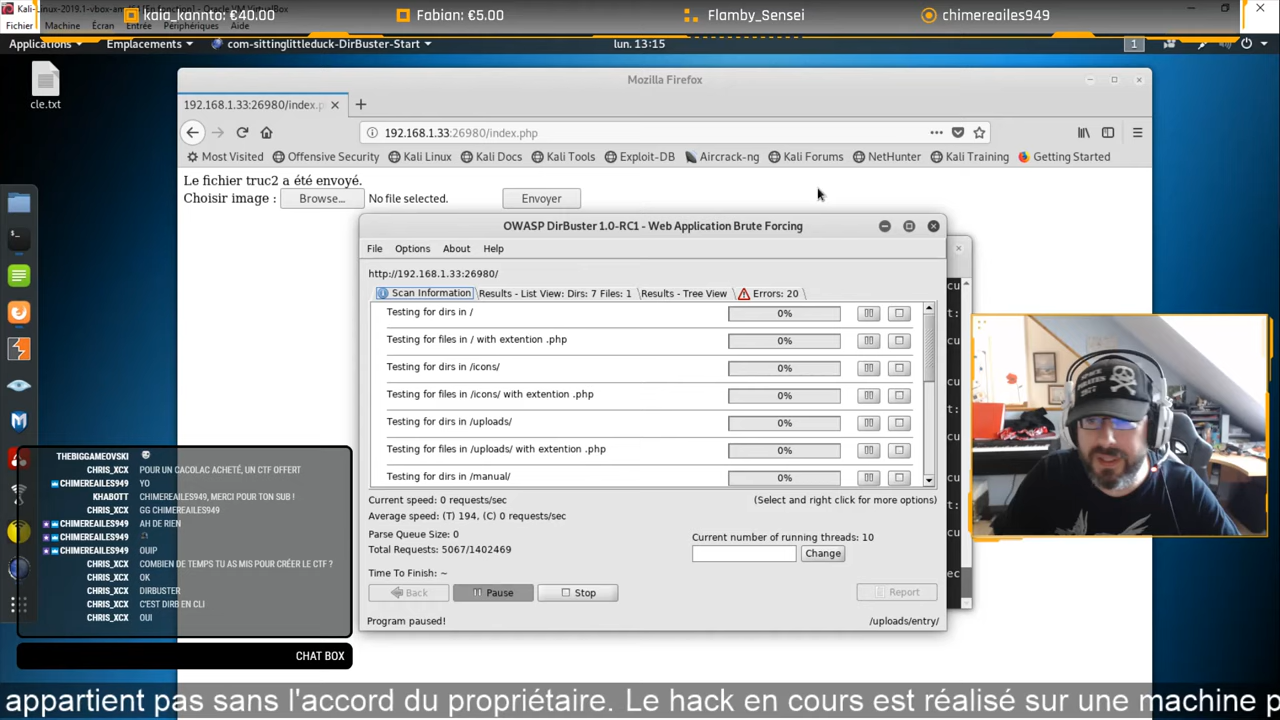 kaia_kannto: €40.00
Fabian: €5.00
Flamby_Sensei
chimereailes949
Fichier Machine Écran Entrée Périphériques Aide
Applications Emplacements com-sittinglittleduck-DirBuster-Start lun. 13:15 1
cle.txt
Mozilla Firefox
192.168.1.33:26980/index.p
192.168.1.33:26980/index.php
Most Visited Offensive Security Kali Linux Kali Docs Kali Tools Exploit-DB Aircrack-ng Kali Forums NetHunter Kali Training Getting Started
Le fichier truc2 a été envoyé.
Choisir image : Browse... No file selected. Envoyer
OWASP DirBuster 1.0-RC1 - Web Application Brute Forcing
File Options About Help
http://192.168.1.33:26980/
Scan Information Results - List View: Dirs: 7 Files: 1 Results - Tree View Errors: 20
Testing for dirs in / 0%
Testing for files in / with extention .php 0%
Testing for dirs in /icons/ 0%
Testing for files in /icons/ with extention .php 0%
Testing for dirs in /uploads/ 0%
Testing for files in /uploads/ with extention .php 0%
Testing for dirs in /manual/ 0%
Current speed: 0 requests/sec (Select and right click for more options)
Average speed: (T) 194, (C) 0 requests/sec
Parse Queue Size: 0
Total Requests: 5067/1402469
Current number of running threads: 10
Change
Time To Finish: ~
Back Pause Stop Report
Program paused! /uploads/entry/
THEBIGGAMEOVSKI
CHRIS_XCX POUR UN CACOLAC ACHETÉ, UN CTF OFFERT
CHIMEREAILES949 YO
KHABOTT CHIMEREAILES949, MERCI POUR TON SUB !
CHRIS_XCX GG CHIMEREAILES949
CHIMEREAILES949 AH DE RIEN
CHIMEREAILES949
CHIMEREAILES949 OUIP
CHRIS_XCX COMBIEN DE TEMPS TU AS MIS POUR CRÉER LE CTF ?
CHRIS_XCX OK
CHRIS_XCX DIRBUSTER
CHRIS_XCX C'EST DIRB EN CLI
CHRIS_XCX OUI
CHAT BOX
appartient pas sans l'accord du propriétaire. Le hack en cours est réalisé sur une machine p